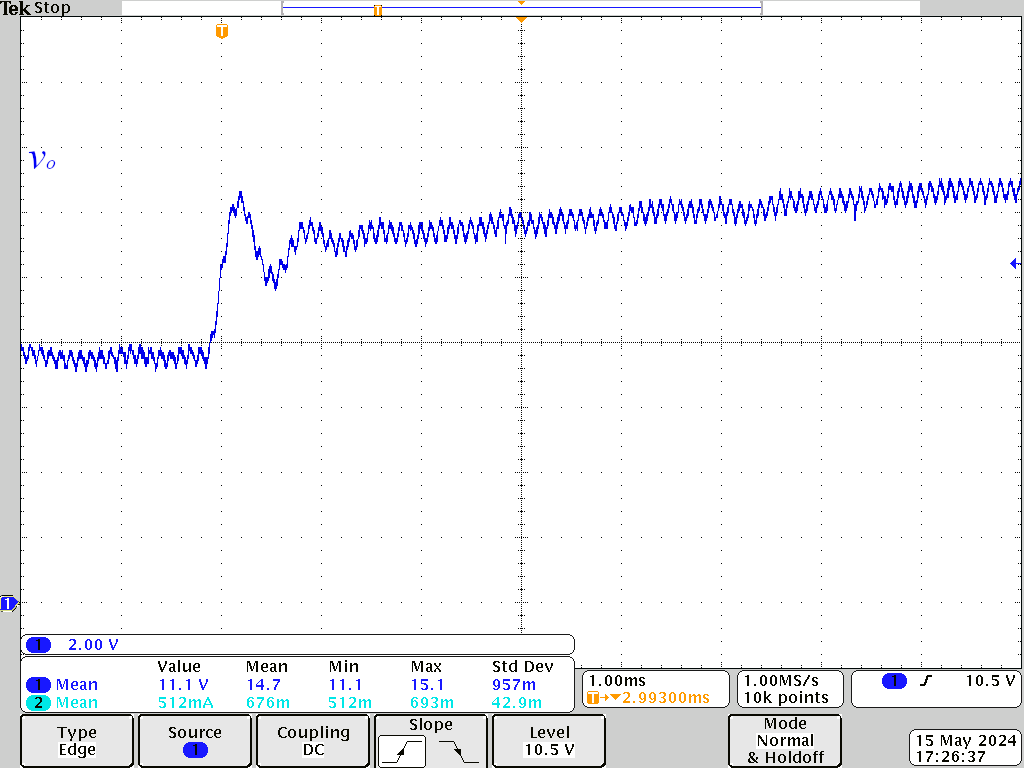 Tek Stop
T
T
vo
1
1 2.00 V
Value Mean Min Max Std Dev
1 Mean 11.1 V 14.7 11.1 15.1 957m
2 Mean 512mA 676m 512m 693m 42.9m
1.00ms
T→▼2.99300ms
1.00MS/s
10k points
1 10.5 V
Type
Edge
Source
1
Coupling
DC
Slope
Level
10.5 V
Mode
Normal
& Holdoff
15 May 2024
17:26:37